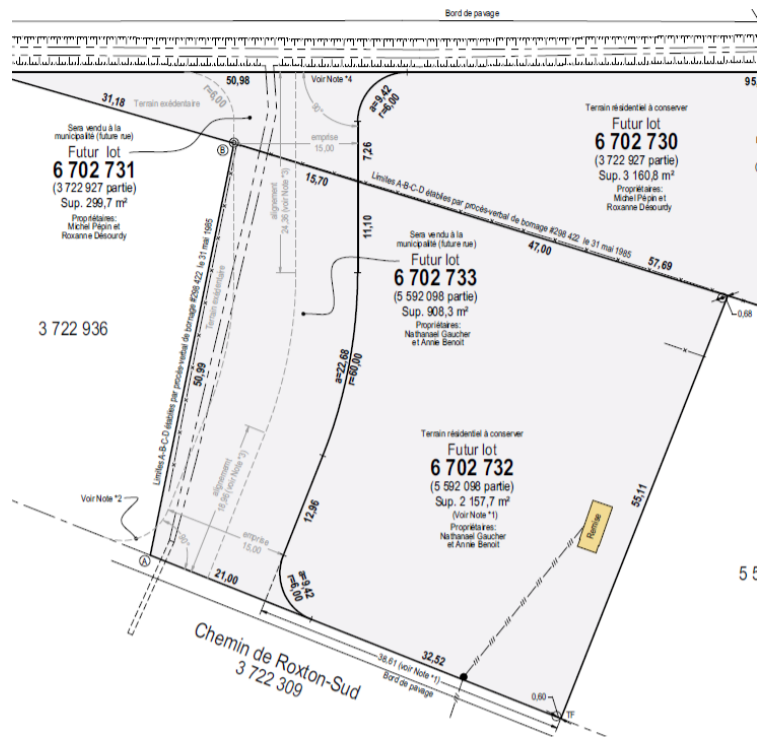 Bord de pavage
50,98
Voir Note *4
95,
r=6,00
a=9,42
r=6,00
90°
31,18
Terrain exédentaire
Terrain résidentiel à conserver
Futur lot
6 702 730
(3 722 927 partie)
Sup. 3 160,8 m²
Propriétaires:
Michel Pépin et
Roxanne Désourdy
Sera vendu à la
municipalité (future rue)
Futur lot
6 702 731
(3 722 927 partie)
Sup. 299,7 m²
Propriétaires:
Michel Pépin et
Roxanne Désourdy
B
emprise
15,00
7,26
15,70
Limites A-B-C-D établies par procès-verbal de bornage #298 422 le 31 mai 1985
47,00
57,69
alignement
24,36 (voir Note *3)
11,10
Sera vendu à la
municipalité (future rue)
Futur lot
6 702 733
(5 592 098 partie)
Sup. 908,3 m²
Propriétaires:
Nathanael Gaucher
et Annie Benoit
0,68
3 722 936
Limites A-B-C-D établies par procès-verbal de bornage #298 422 le 31 mai 1985
Terrain exédentaire
50,99
a=22,68
r=60,00
Terrain résidentiel à conserver
Futur lot
6 702 732
(5 592 098 partie)
Sup. 2 157,7 m²
(Voir Note *1)
Propriétaires:
Nathanael Gaucher
et Annie Benoit
55,11
Remise
alignement
18,96 (voir Note *3)
12,96
Voir Note *2
emprise
15,00
90°
A
21,00
a=9,42
r=6,00
5 5
Chemin de Roxton-Sud
3 722 309
32,52
38,61 (voir Note *1)
Bord de pavage
0,60
TF